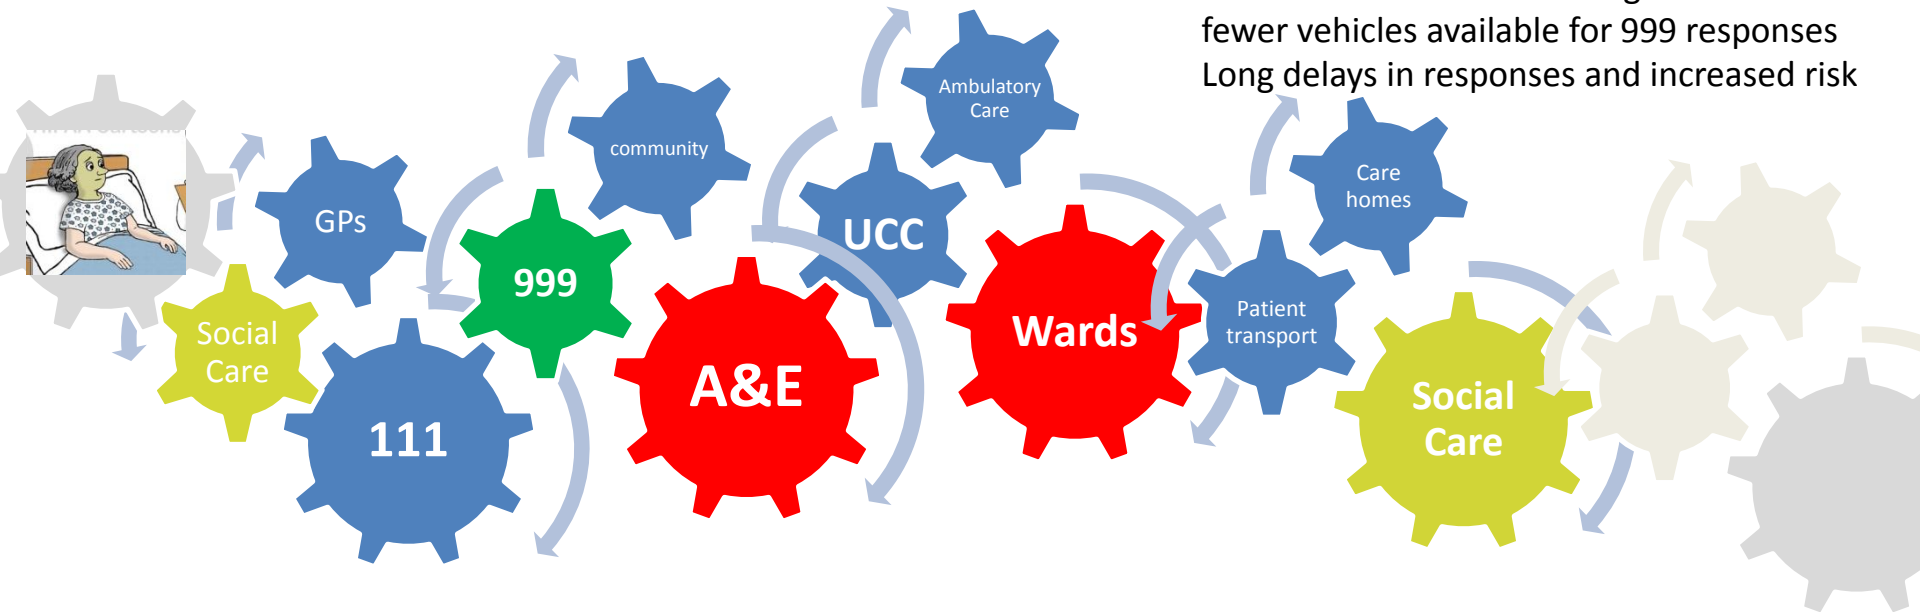 fewer vehicles available for 999 responses
Long delays in responses and increased risk
Ambulatory
Care
community
Care
homes
GPs
UCC
999
Patient
transport
Social
Care
Wards
A&E
Social
Care
111